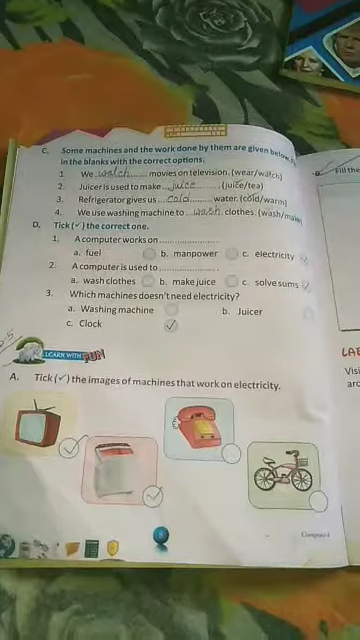 C. Some machines and the work done by them are given below. Fill
in the blanks with the correct options.
1. We watch movies on television. (wear/watch)
2. Juicer is used to make juice. (juice/tea)
3. Refrigerator gives us cold water. (cold/warm)
4. We use washing machine to wash clothes. (wash/make)
D. Tick (✓) the correct one.
1. A computer works on ....................
a. fuel b. manpower c. electricity ✓
2. A computer is used to ....................
a. wash clothes b. make juice c. solve sums ✓
3. Which machines doesn't need electricity?
a. Washing machine b. Juicer
c. Clock ✓
LEARN WITH FUN
A. Tick (✓) the images of machines that work on electricity.
Fill the
LAB
Visi